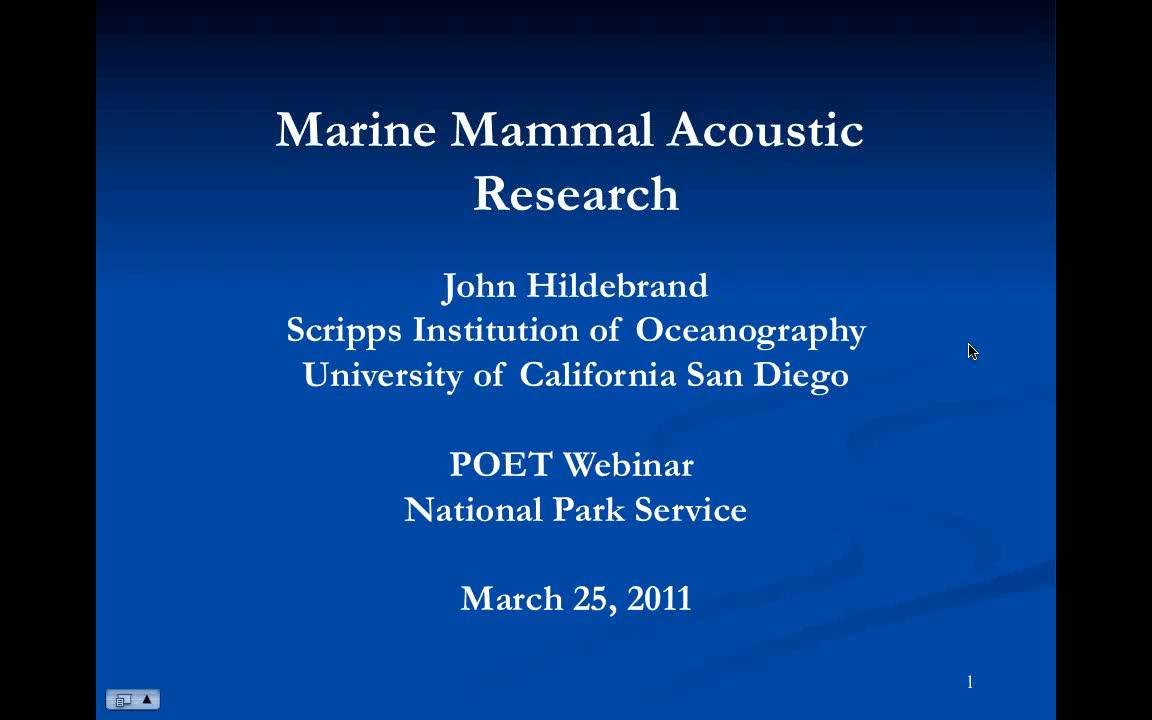 Marine Mammal Acoustic
Research
John Hildebrand
Scripps Institution of Oceanography
University of California San Diego
POET Webinar
National Park Service
March 25, 2011
1